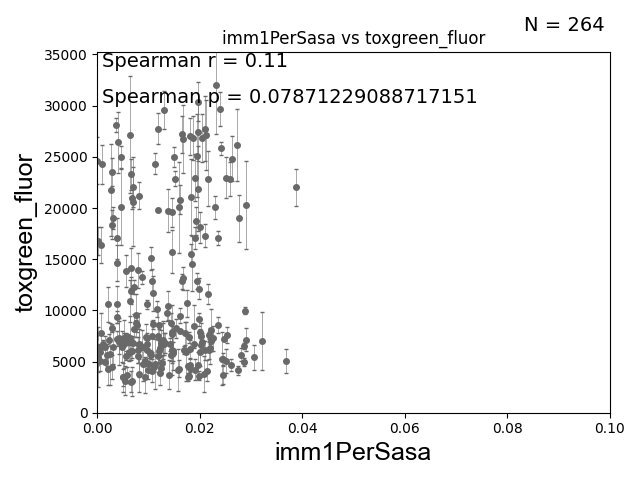 N = 264
imm1PerSasa vs toxgreen_fluor
Spearman r = 0.11
Spearman p = 0.07871229088717151
toxgreen_fluor
35000
30000
25000
20000
15000
10000
5000
0
0.00 0.02 0.04 0.06 0.08 0.10
imm1PerSasa